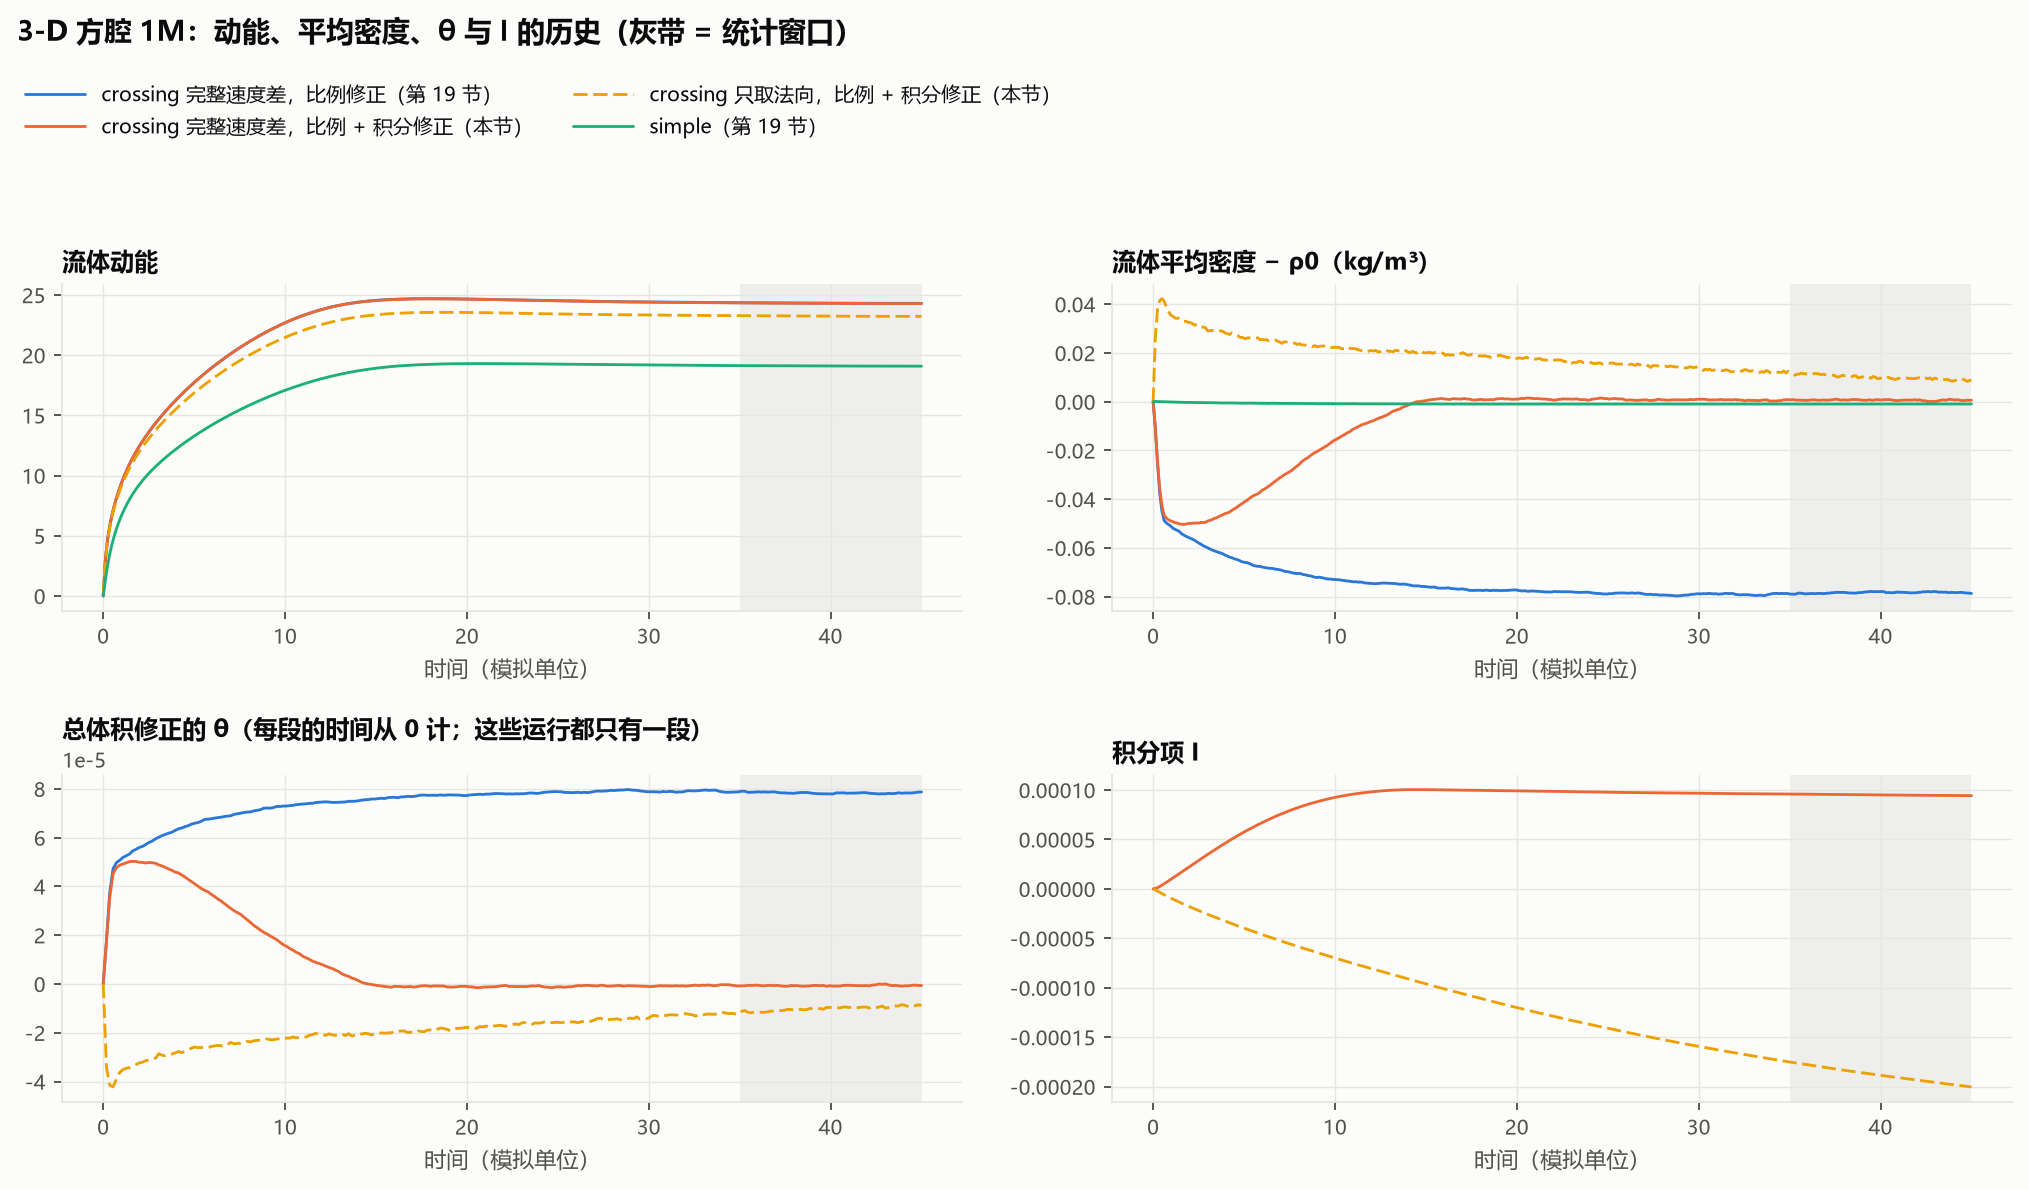 3-D 方腔 1M：动能、平均密度、θ 与 I 的历史（灰带 = 统计窗口）
crossing 完整速度差，比例修正（第 19 节）
crossing 只取法向，比例 + 积分修正（本节）
crossing 完整速度差，比例 + 积分修正（本节）
simple（第 19 节）
流体动能
25
20
15
10
5
0
0 10 20 30 40
时间（模拟单位）
流体平均密度 − ρ0（kg/m³）
0.04
0.02
0.00
-0.02
-0.04
-0.06
-0.08
0 10 20 30 40
时间（模拟单位）
总体积修正的 θ（每段的时间从 0 计；这些运行都只有一段）
1e-5
8
6
4
2
0
-2
-4
0 10 20 30 40
时间（模拟单位）
积分项 I
0.00010
0.00005
0.00000
-0.00005
-0.00010
-0.00015
-0.00020
0 10 20 30 40
时间（模拟单位）